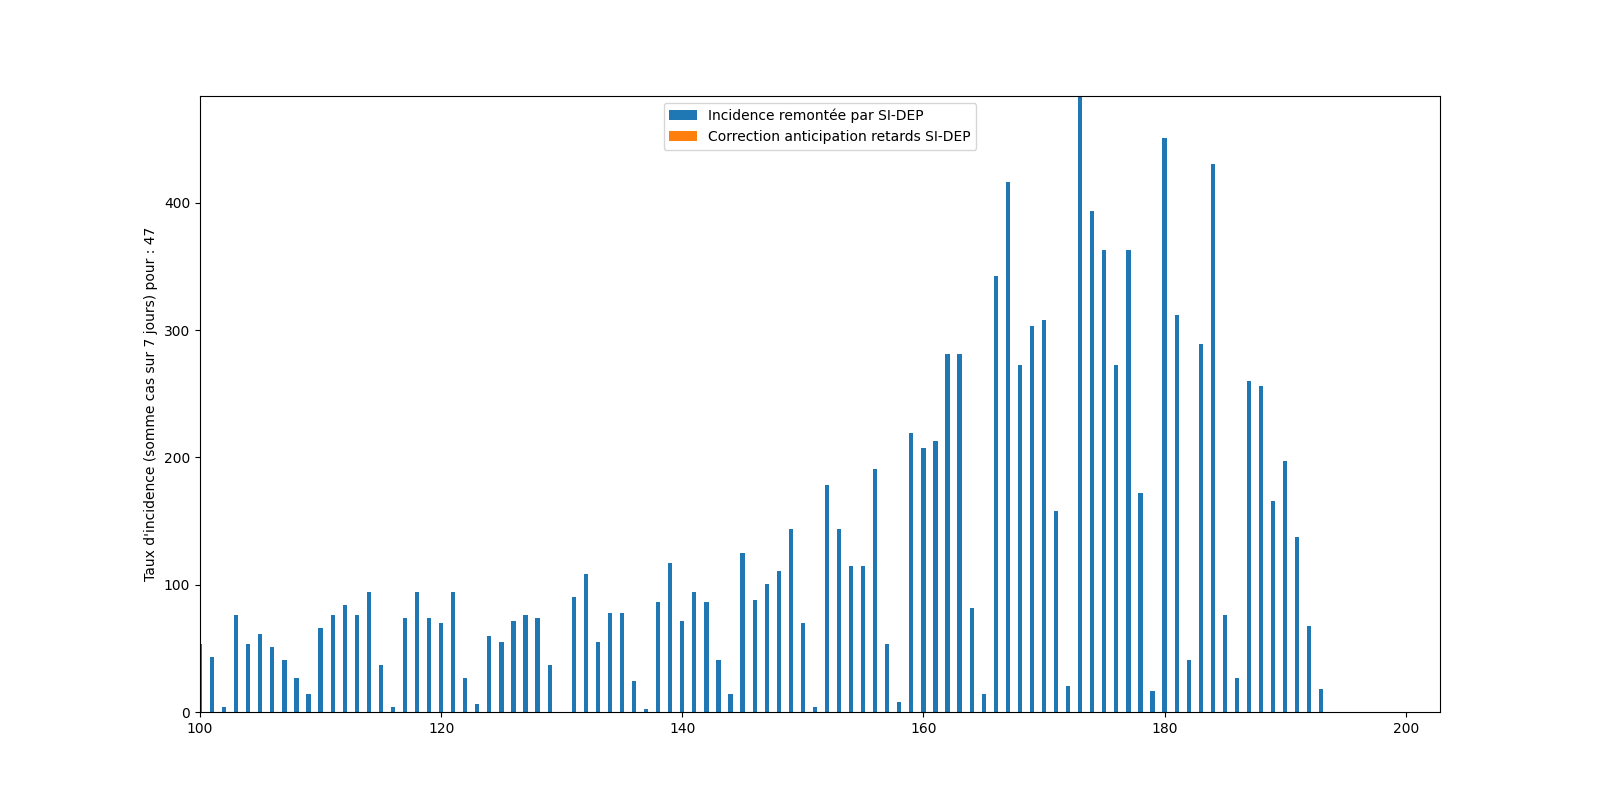 Incidence remontée par SI-DEP
Correction anticipation retards SI-DEP
Taux d'incidence (somme cas sur 7 jours) pour : 47
400
300
200
100
0
100 120 140 160 180 200